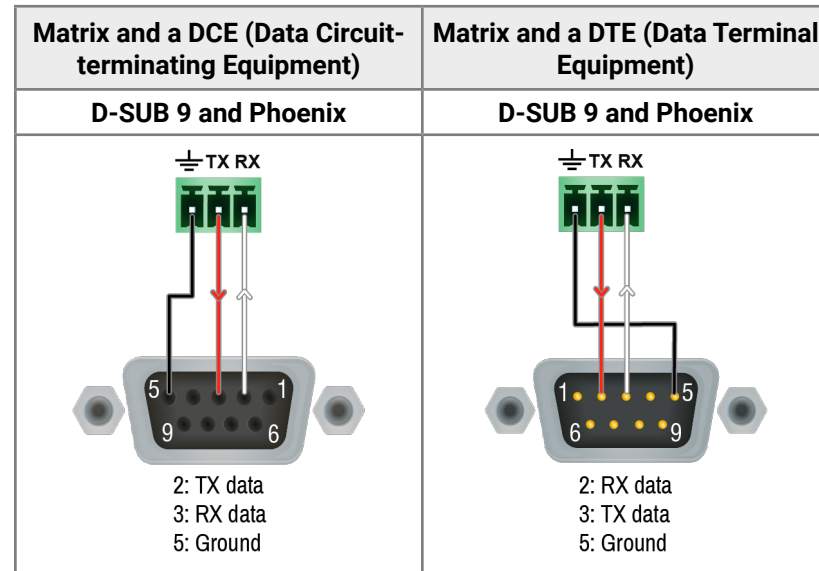 Matrix and a DCE (Data Circuit-
terminating Equipment)
Matrix and a DTE (Data Terminal
Equipment)
D-SUB 9 and Phoenix
D-SUB 9 and Phoenix
TX RX
5 1
9 6
2: TX data
3: RX data
5: Ground
TX RX
1 5
6 9
2: RX data
3: TX data
5: Ground